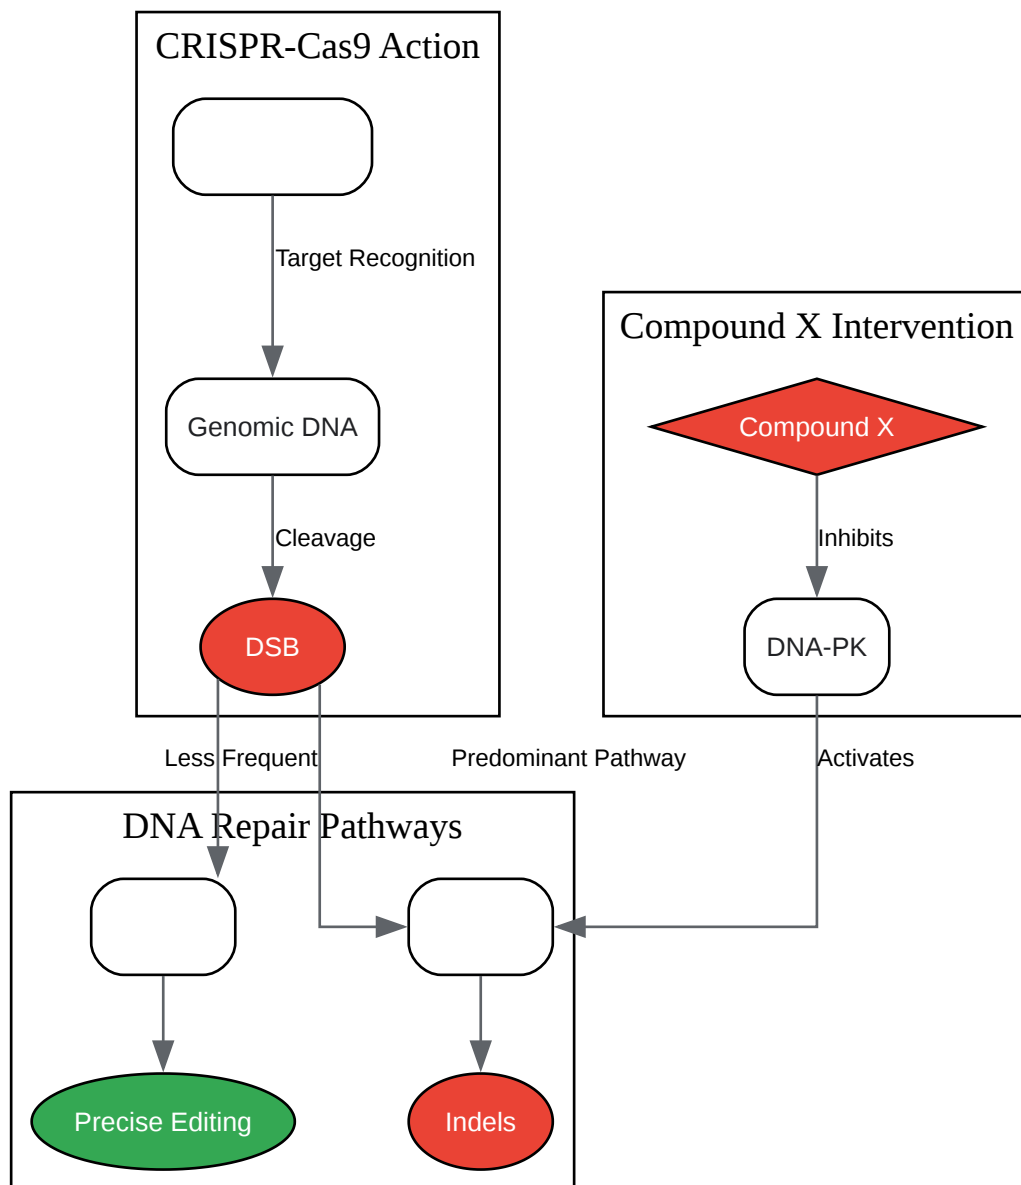 CRISPR-Cas9 Action
Target Recognition
Genomic DNA
Cleavage
DSB
Compound X Intervention
Compound X
Inhibits
DNA-PK
Less Frequent
Predominant Pathway
Activates
DNA Repair Pathways
Precise Editing
Indels